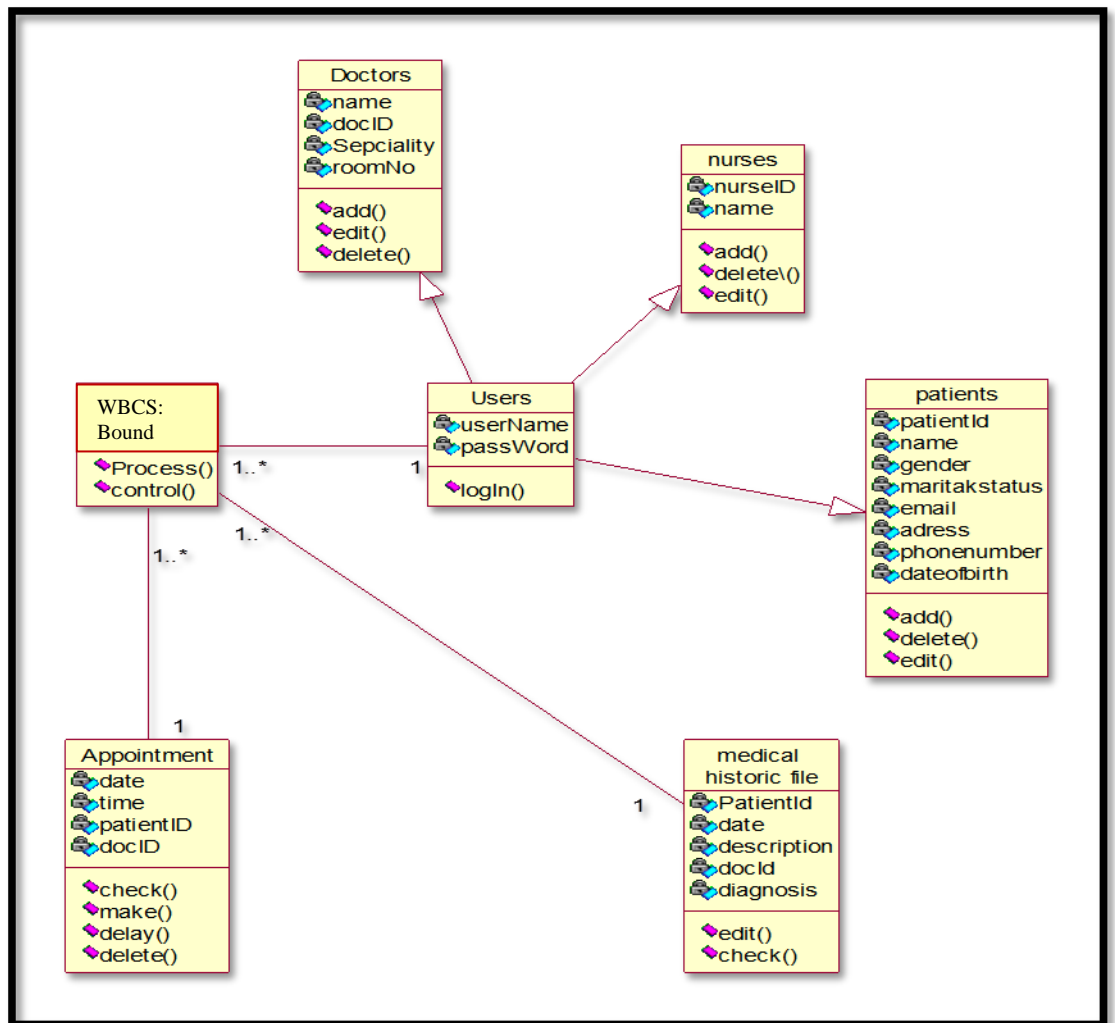 Doctors
name
docID
Sepciality
roomNo
add()
edit()
delete()
nurses
nurseID
name
add()
delete\()
edit()
WBCS:
Bound
Process()
control()
1..*
1
Users
userName
passWord
logIn()
patients
patientId
name
gender
maritakstatus
email
adress
phonenumber
dateofbirth
add()
delete()
edit()
1..*
1..*
1
1
Appointment
date
time
patientID
docID
check()
make()
delay()
delete()
medical
historic file
PatientId
date
description
docId
diagnosis
edit()
check()